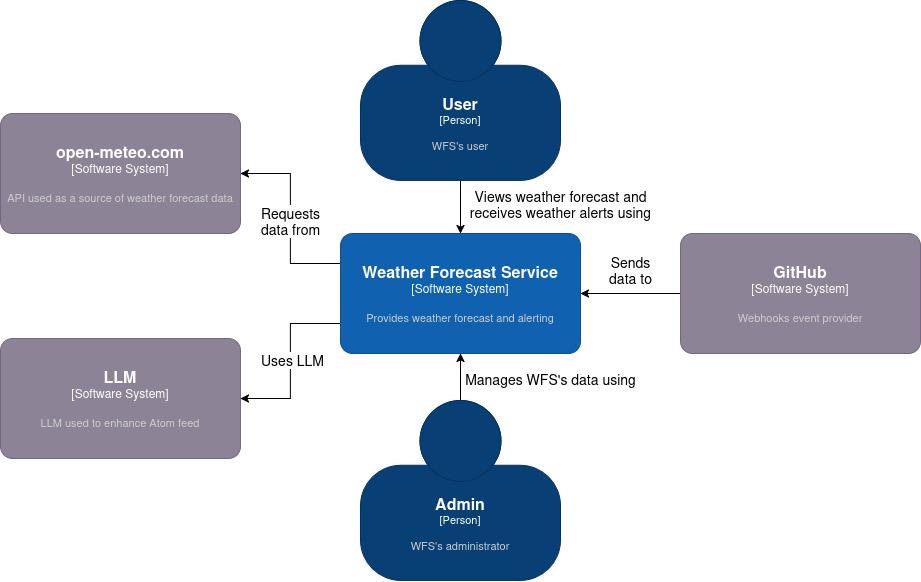 User
[Person]
WFS's user
open-meteo.com
[Software System]
API used as a source of weather forecast data
Views weather forecast and
receives weather alerts using
Requests
data from
Weather Forecast Service
[Software System]
Provides weather forecast and alerting
Sends
data to
GitHub
[Software System]
Webhooks event provider
Uses LLM
LLM
[Software System]
LLM used to enhance Atom feed
Manages WFS's data using
Admin
[Person]
WFS's administrator